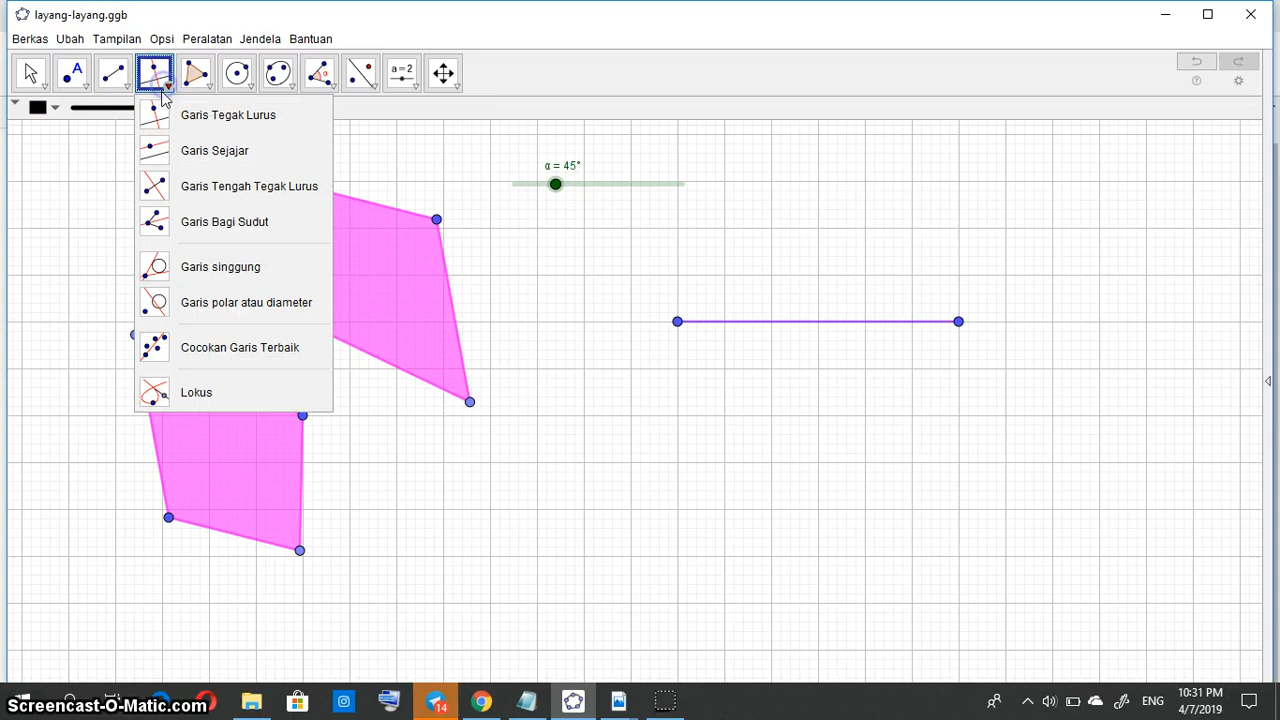 layang-layang.ggb
Berkas Ubah Tampilan Opsi Peralatan Jendela Bantuan
A
α
a=2
Garis Tegak Lurus
Garis Sejajar
Garis Tengah Tegak Lurus
Garis Bagi Sudut
Garis singgung
Garis polar atau diameter
Cocokan Garis Terbaik
Lokus
α = 45°
14
ENG
10:31 PM
4/7/2019
Screencast-O-Matic.com